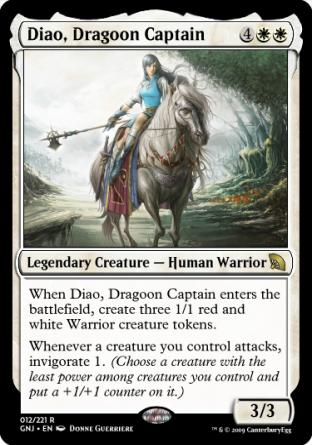 Diao, Dragoon Captain 4
Legendary Creature — Human Warrior
When Diao, Dragoon Captain enters the
battlefield, create three 1/1 red and
white Warrior creature tokens.
Whenever a creature you control attacks,
invigorate 1. (Choose a creature with the
least power among creatures you control and
put a +1/+1 counter on it.)
3/3
012/221 R
GNJ • EN Donne Guerriere
™ & © 2019 CanterburyEgg